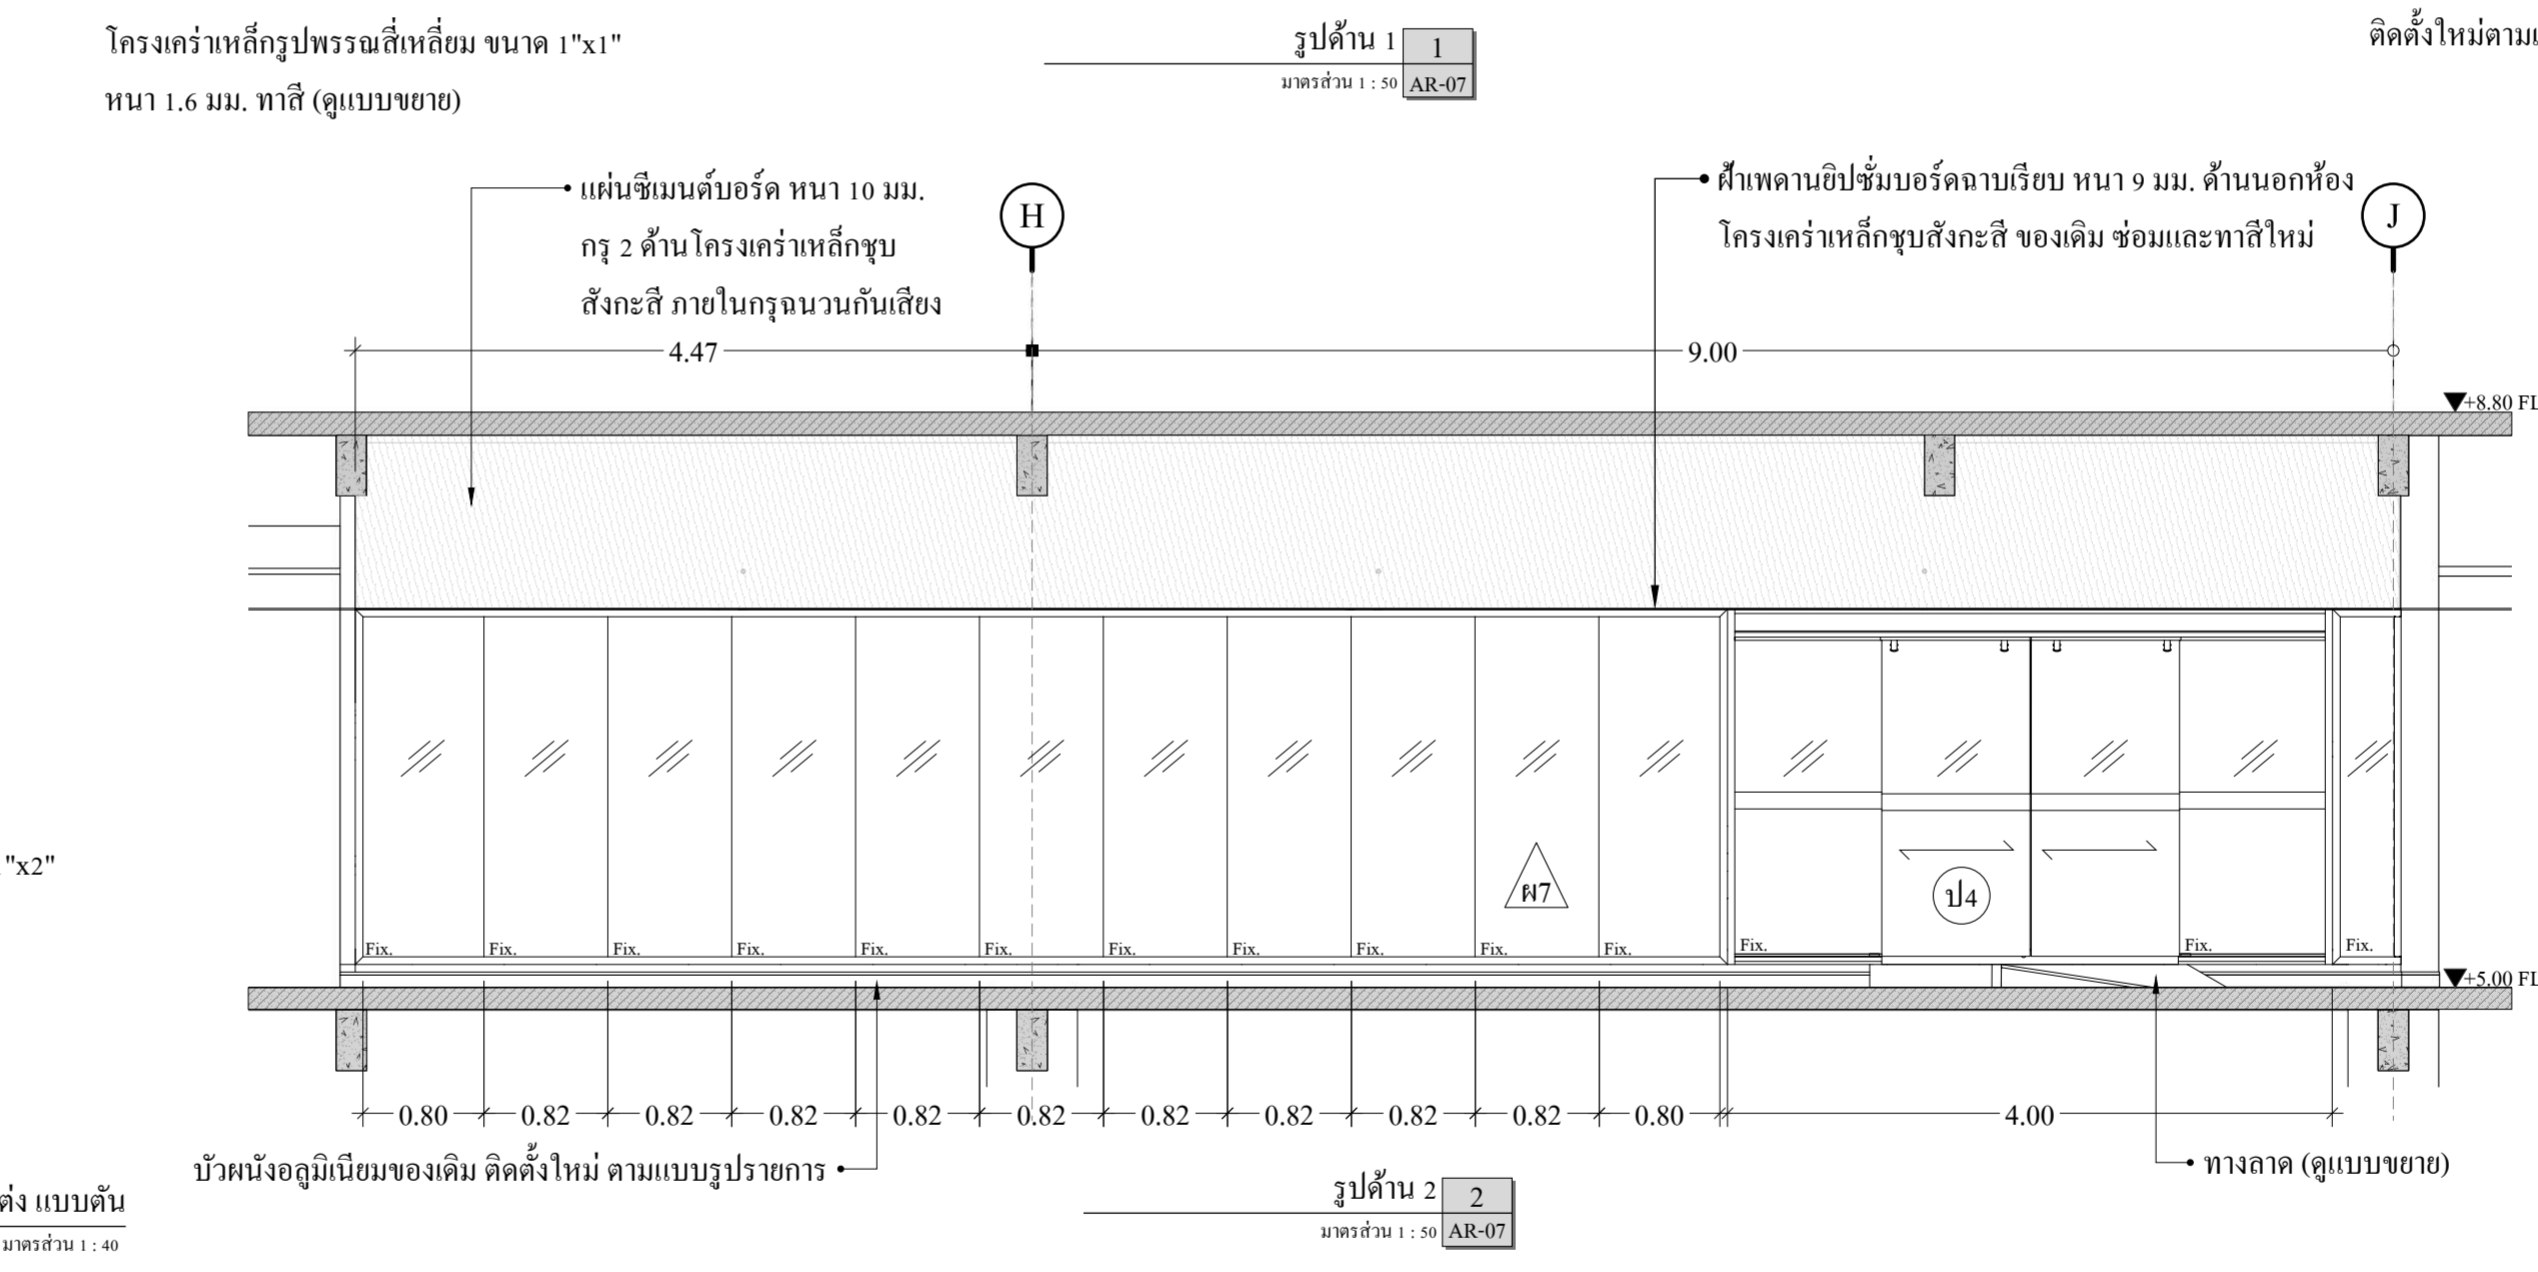 โครงเคร่าเหล็กรูปพรรณสี่เหลี่ยม ขนาด 1"x1"
หนา 1.6 มม. ทาสี (ดูแบบขยาย)
รูปด้าน 1
1
มาตรส่วน 1 : 50
AR-07
ติดตั้งใหม่ตาม
แผ่นซีเมนต์บอร์ด หนา 10 มม.
กรุ 2 ด้านโครงเคร่าเหล็กชุบ
สังกะสี ภายในกรุฉนวนกันเสียง
H
ฝ้าเพดานยิปซั่มบอร์ดฉาบเรียบ หนา 9 มม. ด้านนอกห้อง
โครงเคร่าเหล็กชุบสังกะสี ของเดิม ซ่อมและทาสีใหม่
J
4.47
9.00
+8.80 FL
"x2"
ผ7
ป4
Fix.
Fix.
Fix.
Fix.
Fix.
Fix.
Fix.
Fix.
Fix.
Fix.
Fix.
Fix.
Fix.
Fix.
+5.00 FL
0.80
0.82
0.82
0.82
0.82
0.82
0.82
0.82
0.82
0.82
0.80
4.00
บัวผนังอลูมิเนียมของเดิม ติดตั้งใหม่ ตามแบบรูปรายการ
ทางลาด (ดูแบบขยาย)
ต่ง แบบตัน
มาตรส่วน 1 : 40
รูปด้าน 2
2
มาตรส่วน 1 : 50
AR-07